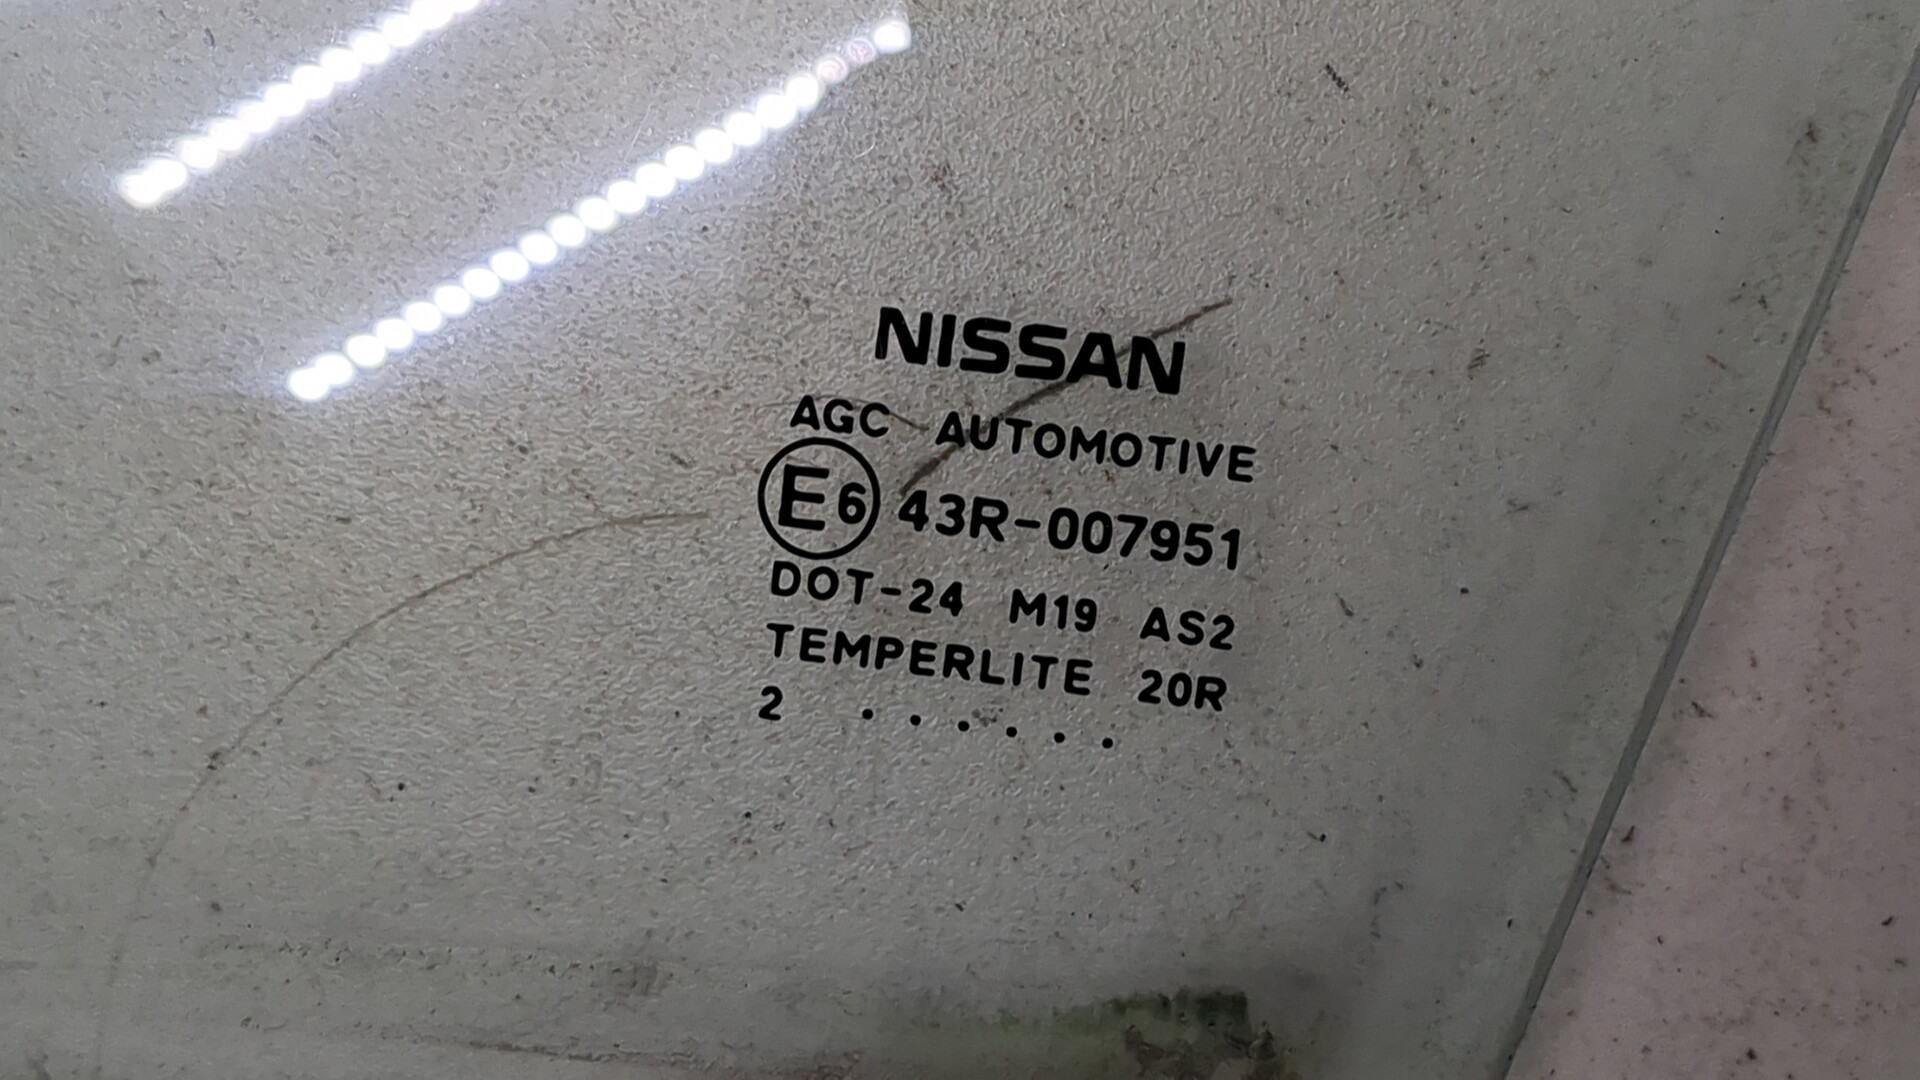 NISSAN
AGC AUTOMOTIVE
E6 43R-007951
DOT-24 M19 AS2
TEMPERLITE 20R
2 ......